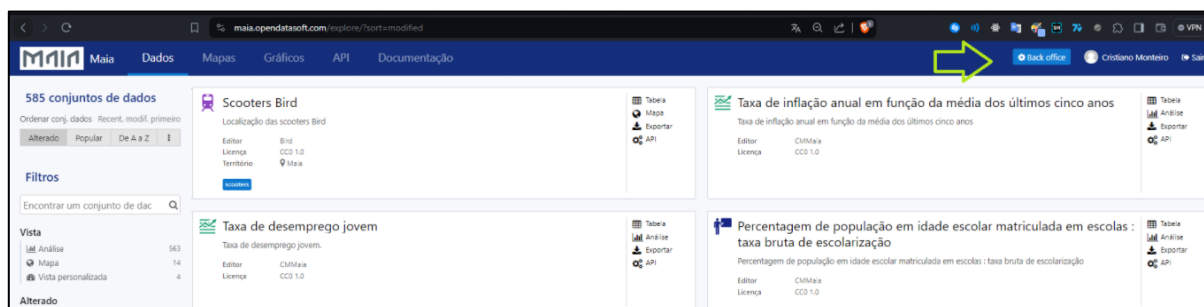 maia.opendatasoft.com/explore/?sort=modified
VPN
MAIA Maia Dados Mapas Gráficos API Documentação Back office Cristiano Monteiro Sair
585 conjuntos de dados
Ordenar conj. dados Recent. modif. primeiro
Alterado Popular De A a Z
Filtros
Encontrar um conjunto de dac
Vista
Análise 563
Mapa 14
Vista personalizada 4
Alterado
Scooters Bird
Localização das scooters Bird
Editor Bird
Licença CC0 1.0
Território Maia
scooters
Tabela
Mapa
Exportar
API
Taxa de inflação anual em função da média dos últimos cinco anos
Taxa de inflação anual em função da média dos últimos cinco anos
Editor CMMaia
Licença CC0 1.0
Tabela
Análise
Exportar
API
Taxa de desemprego jovem
Taxa de desemprego jovem.
Editor CMMaia
Licença CC0 1.0
Tabela
Análise
Exportar
API
Percentagem de população em idade escolar matriculada em escolas :
taxa bruta de escolarização
Percentagem de população em idade escolar matriculada em escolas : taxa bruta de escolarização
Editor CMMaia
Licença CC0 1.0
Tabela
Análise
Exportar
API